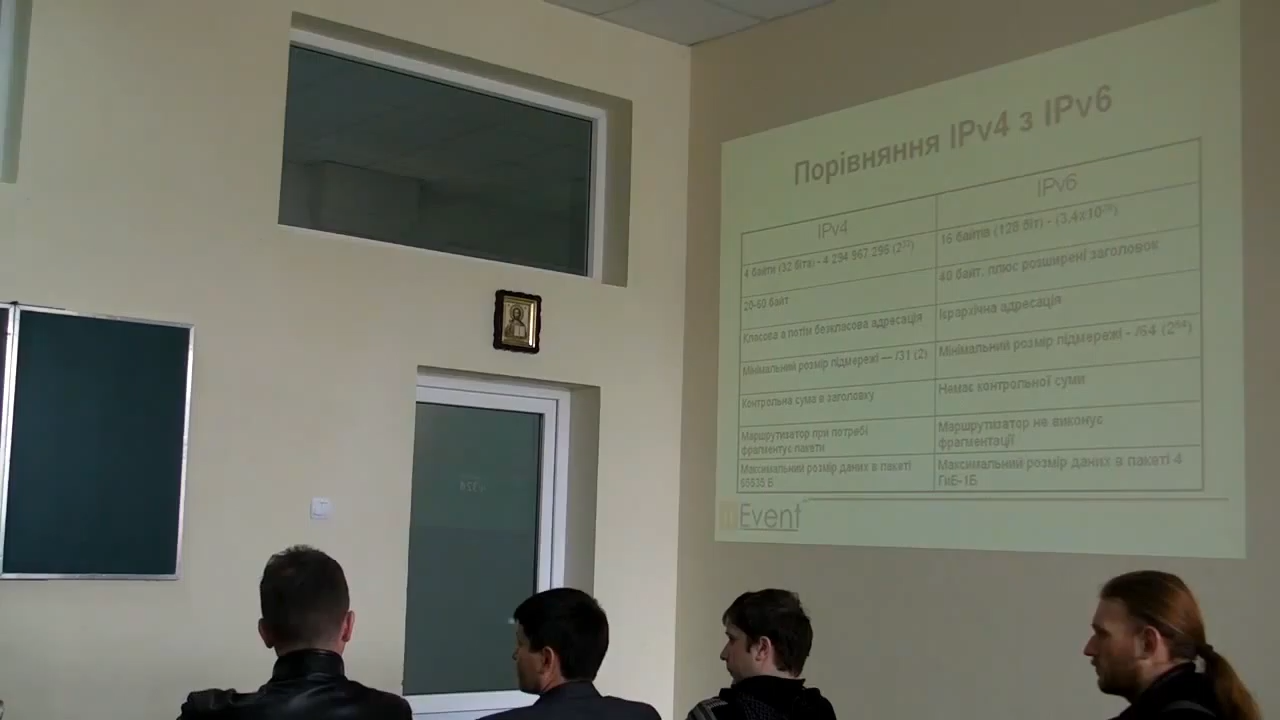 Порівняння IPv4 з IPv6
IPv4
IPv6
4 байти (32 біта) - 4 294 967 296 (2³²)
16 байтів (128 біт) - (3,4x10³⁸)
20-60 байт
40 байт, плюс розширені заголовок
Класова а потім безкласова адресація
Ієрархічна адресація
Мінімальний розмір підмережі — /31 (2)
Мінімальний розмір підмережі - /64 (2⁶⁴)
Контрольна сума в заголовку
Немає контрольної суми
Маршрутизатор при потребі
фрагментує пакети
Маршрутизатор не виконує
фрагментації
Максимальний розмір даних в пакеті
65535 Б
Максимальний розмір даних в пакеті 4
ГиБ-1Б
itEvent